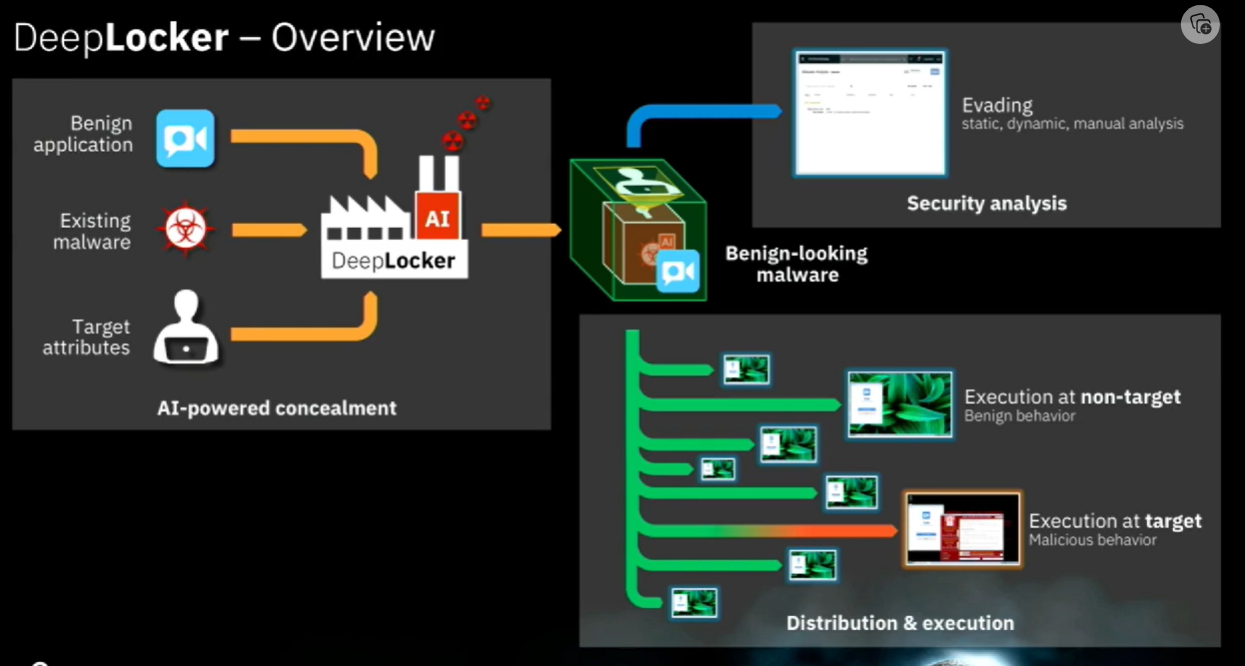 DeepLocker – Overview
Benign
application
Existing
malware
Target
attributes
AI
DeepLocker
AI-powered concealment
AI
Benign-looking
malware
Evading
static, dynamic, manual analysis
Security analysis
Execution at non-target
Benign behavior
Execution at target
Malicious behavior
Distribution & execution